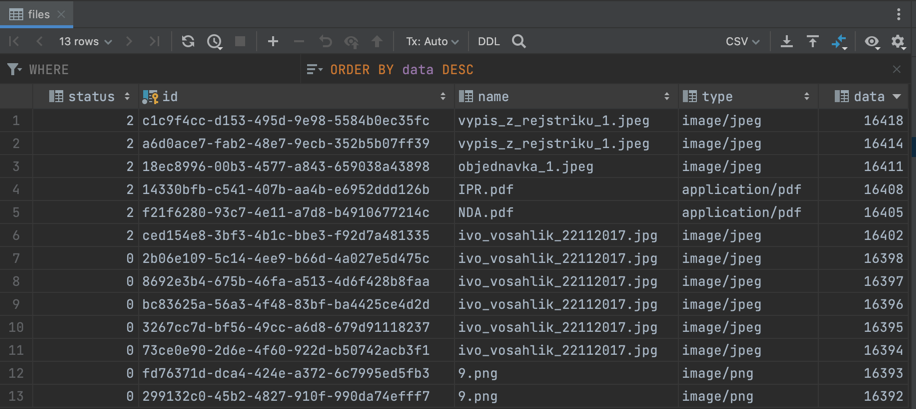 files
13 rows Tx: Auto DDL CSV
WHERE ORDER BY data DESC
status id name type data
1 2 c1c9f4cc-d153-495d-9e98-5584b0ec35fc vypis_z_rejstriku_1.jpeg image/jpeg 16418
2 2 a6d0ace7-fab2-48e7-9ecb-352b5b07ff39 vypis_z_rejstriku_1.jpeg image/jpeg 16414
3 2 18ec8996-00b3-4577-a843-659038a43898 objednavka_1.jpeg image/jpeg 16411
4 2 14330bfb-c541-407b-aa4b-e6952ddd126b IPR.pdf application/pdf 16408
5 2 f21f6280-93c7-4e11-a7d8-b4910677214c NDA.pdf application/pdf 16405
6 2 ced154e8-3bf3-4b1c-bbe3-f92d7a481335 ivo_vosahlik_22112017.jpg image/jpeg 16402
7 0 2b06e109-5c14-4ee9-b66d-4a027e5d475c ivo_vosahlik_22112017.jpg image/jpeg 16398
8 0 8692e3b4-675b-46fa-a513-4d6f428b8faa ivo_vosahlik_22112017.jpg image/jpeg 16397
9 0 bc83625a-56a3-4f48-83bf-ba4425ce4d2d ivo_vosahlik_22112017.jpg image/jpeg 16396
10 0 3267cc7d-bf56-49cc-a6d8-679d91118237 ivo_vosahlik_22112017.jpg image/jpeg 16395
11 0 73ce0e90-2d6e-4f60-922d-b50742acb3f1 ivo_vosahlik_22112017.jpg image/jpeg 16394
12 0 fd76371d-dca4-424e-a372-6c7995ed5fb3 9.png image/png 16393
13 0 299132c0-45b2-4827-910f-990da74efff7 9.png image/png 16392